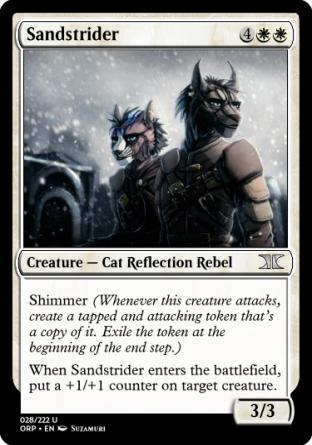 Sandstrider 4
Creature — Cat Reflection Rebel
Shimmer (Whenever this creature attacks,
create a tapped and attacking token that's
a copy of it. Exile the token at the
beginning of the end step.)
When Sandstrider enters the battlefield,
put a +1/+1 counter on target creature.
3/3
028/222 U
ORP • EN Suzamuri